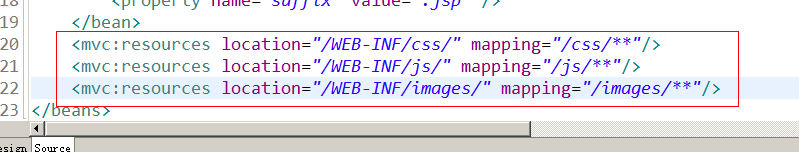 18 <property name="suffix" value=".jsp" />
19 </bean>
20 <mvc:resources location="/WEB-INF/css/" mapping="/css/**"/>
21 <mvc:resources location="/WEB-INF/js/" mapping="/js/**"/>
22 <mvc:resources location="/WEB-INF/images/" mapping="/images/**"/>
23 </beans>
esign Source